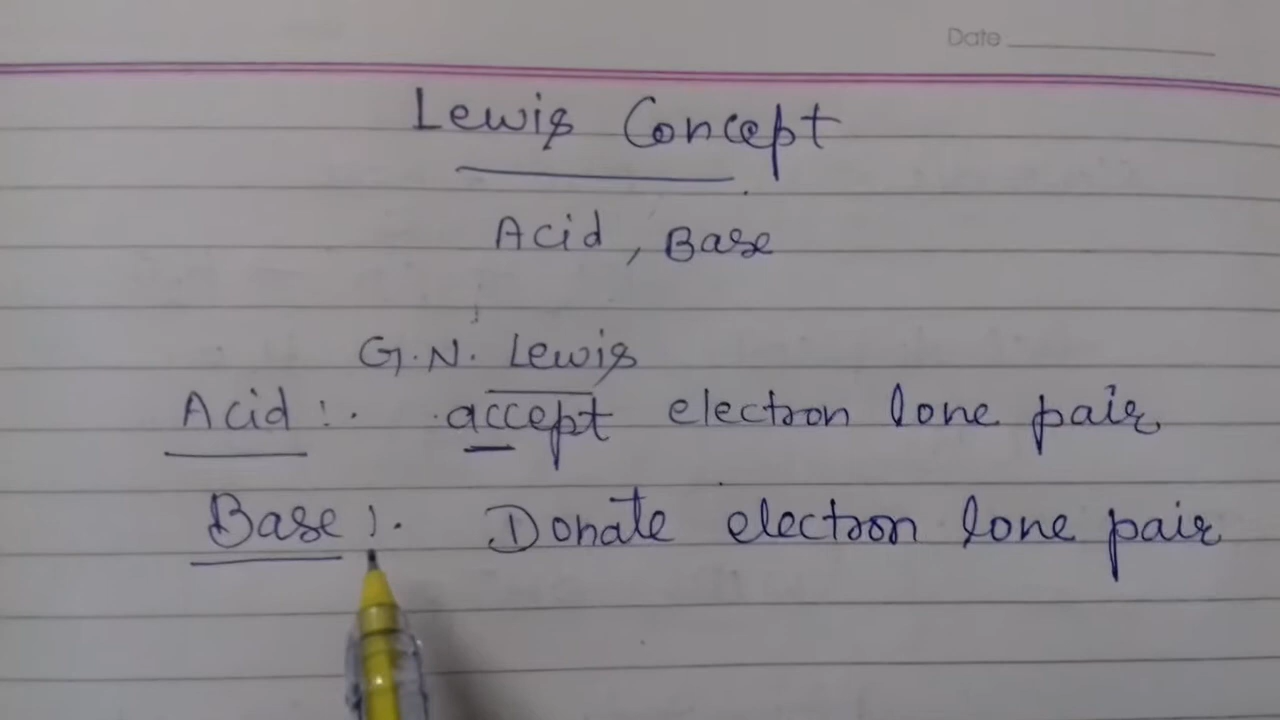 Date
Lewis Concept
Acid, Base
G.N. Lewis
Acid :. accept electron lone pair
Base :. Donate electron lone pair